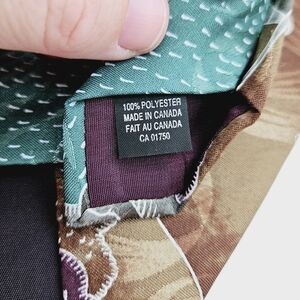 100% POLYESTER
MADE IN CANADA
FAIT AU CANADA
CA 01750